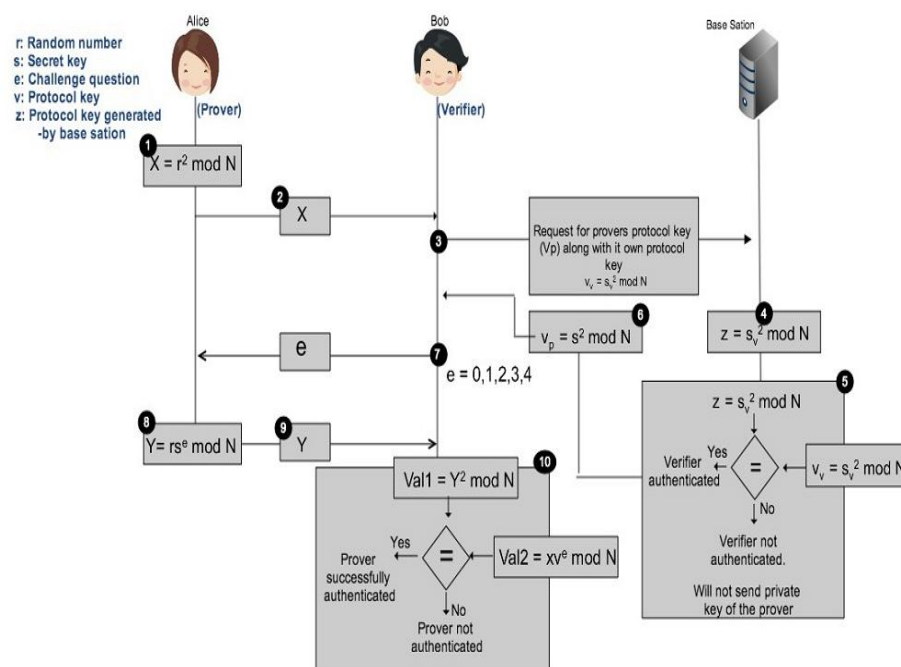 Alice
Bob
Base Sation
r: Random number
s: Secret key
e: Challenge question
v: Protocol key
z: Protocol key generated
-by base sation
(Prover)
(Verifier)
1
X = r² mod N
2
X
3
Request for provers protocol key
(Vp) along with it own protocol
key
vᵥ = sᵥ² mod N
4
z = sᵥ² mod N
5
z = sᵥ² mod N
Yes
Verifier
authenticated
=
vᵥ = sᵥ² mod N
No
Verifier not
authenticated.
Will not send private
key of the prover
6
vₚ = s² mod N
7
e
e = 0,1,2,3,4
8
Y= rsᵉ mod N
9
Y
10
Val1 = Y² mod N
Yes
Prover
successfully
authenticated
=
Val2 = xvᵉ mod N
No
Prover not
authenticated